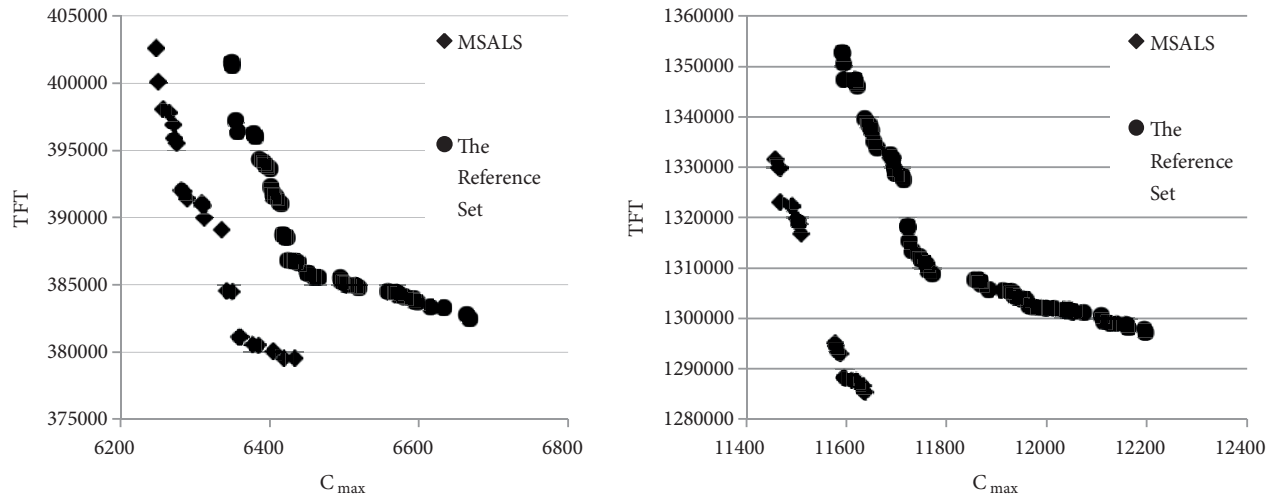 405000
400000
395000
390000
385000
380000
375000
TFT
6200 6400 6600 6800
C max
MSALS
The
Reference
Set
1360000
1350000
1340000
1330000
1320000
1310000
1300000
1290000
1280000
TFT
11400 11600 11800 12000 12200 12400
C max
MSALS
The
Reference
Set